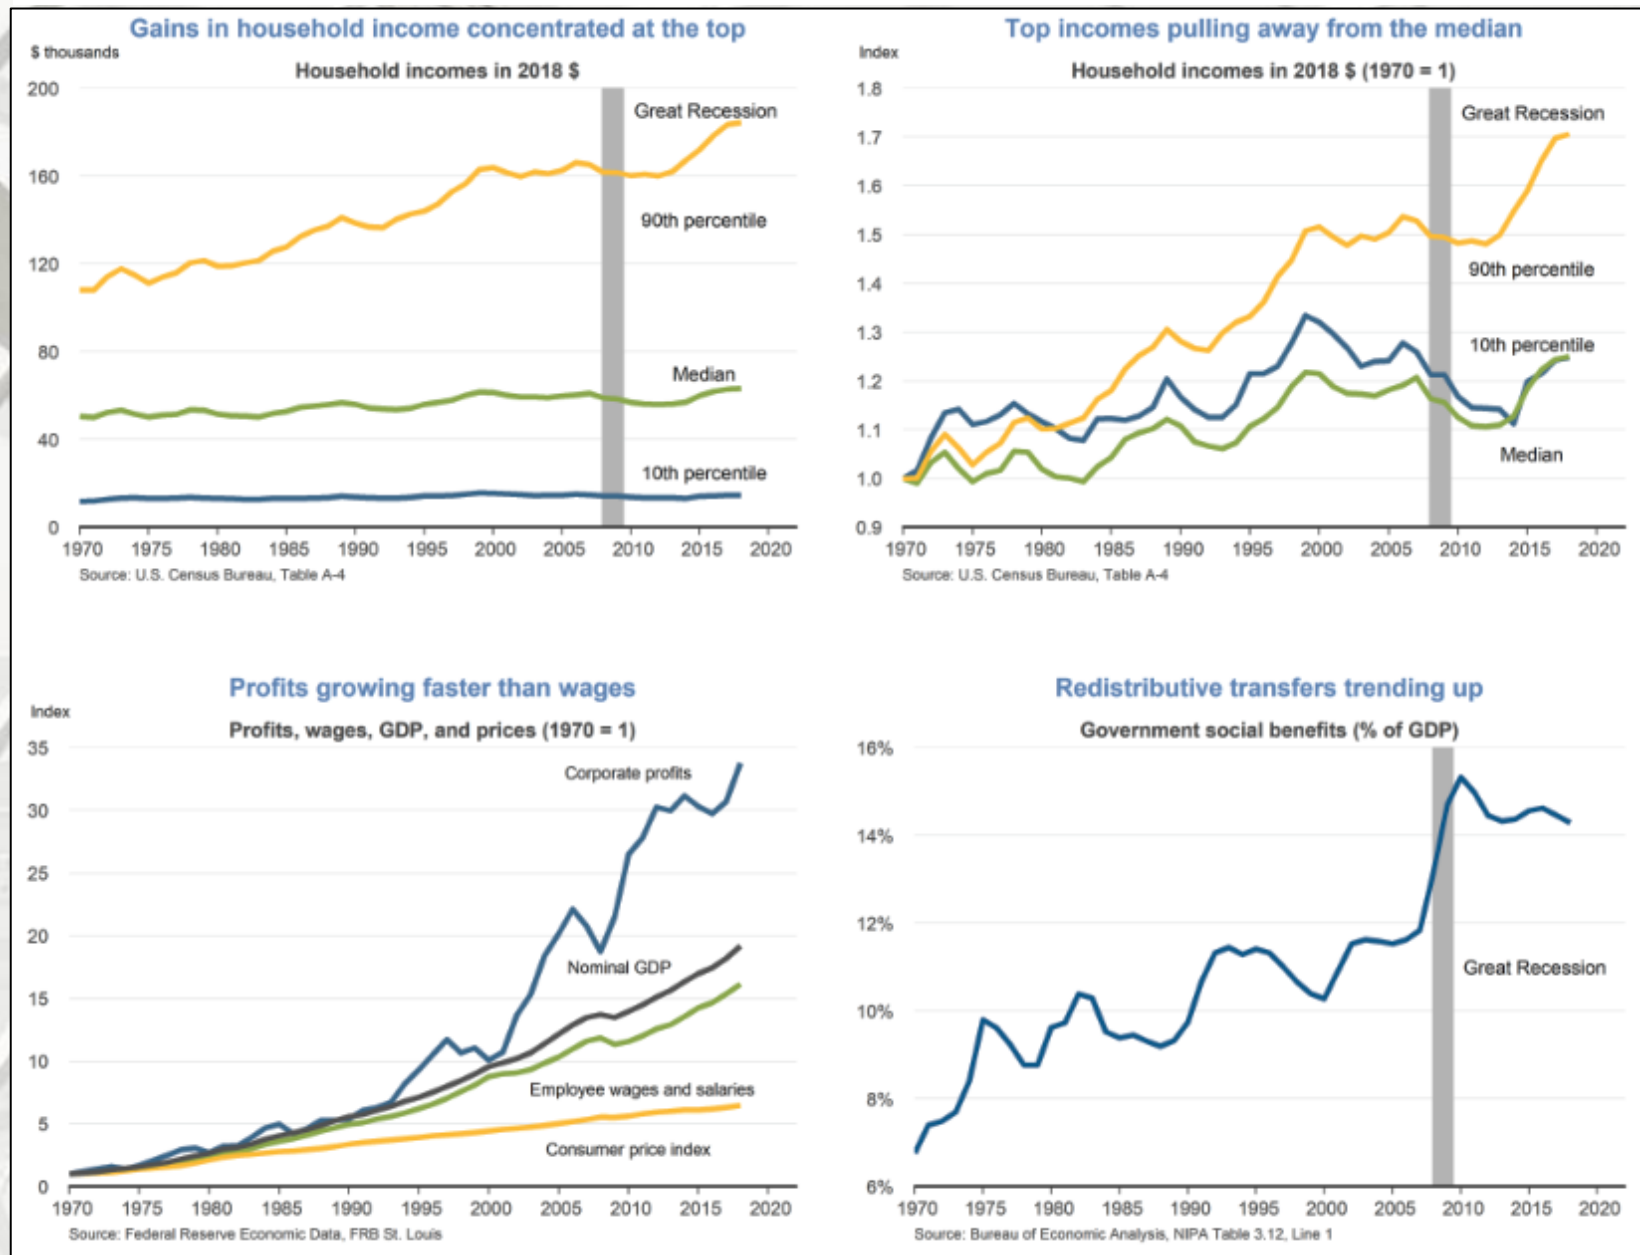 Gains in household income concentrated at the top
$ thousands
Household incomes in 2018 $
200
160
120
80
40
0
Great Recession
90th percentile
Median
10th percentile
1970 1975 1980 1985 1990 1995 2000 2005 2010 2015 2020
Source: U.S. Census Bureau, Table A-4
Top incomes pulling away from the median
Index
Household incomes in 2018 $ (1970 = 1)
1.8
1.7
1.6
1.5
1.4
1.3
1.2
1.1
1.0
0.9
Great Recession
90th percentile
10th percentile
Median
1970 1975 1980 1985 1990 1995 2000 2005 2010 2015 2020
Source: U.S. Census Bureau, Table A-4
Profits growing faster than wages
Index
Profits, wages, GDP, and prices (1970 = 1)
35
30
25
20
15
10
5
0
Corporate profits
Nominal GDP
Employee wages and salaries
Consumer price index
1970 1975 1980 1985 1990 1995 2000 2005 2010 2015 2020
Source: Federal Reserve Economic Data, FRB St. Louis
Redistributive transfers trending up
Government social benefits (% of GDP)
16%
14%
12%
10%
8%
6%
Great Recession
1970 1975 1980 1985 1990 1995 2000 2005 2010 2015 2020
Source: Bureau of Economic Analysis, NIPA Table 3.12, Line 1